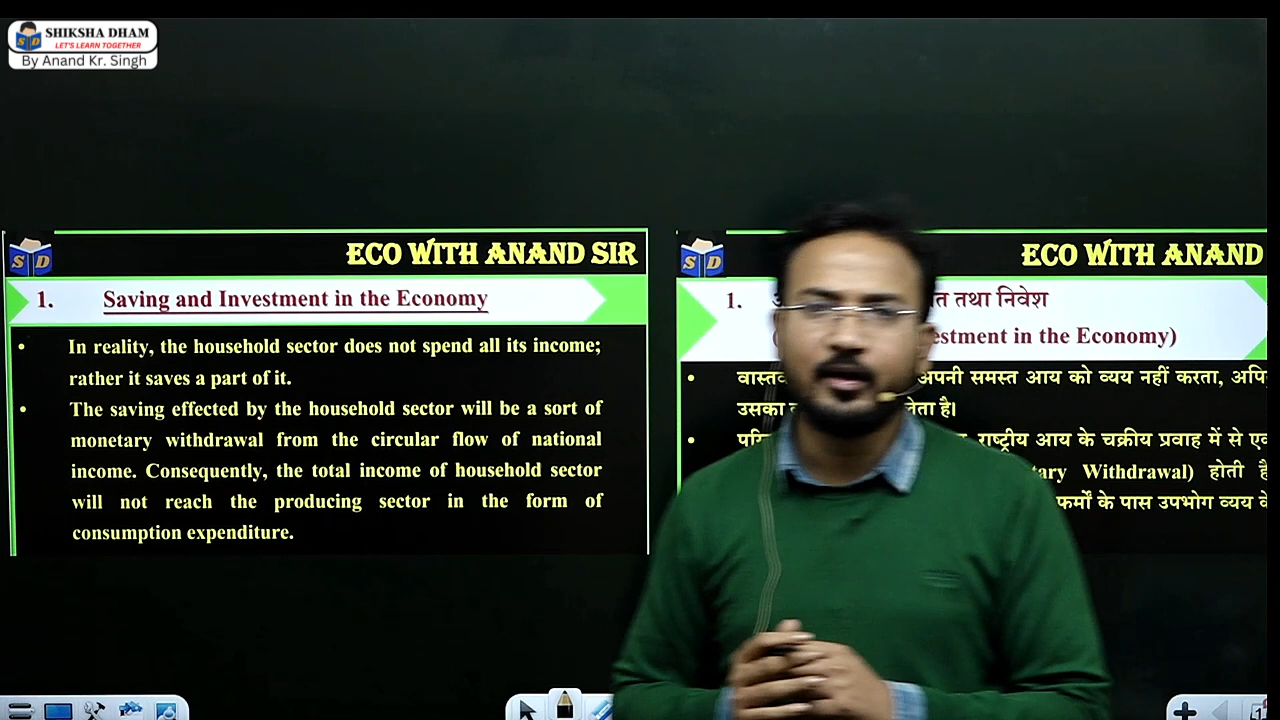 SHIKSHA DHAM
LET'S LEARN TOGETHER
By Anand Kr. Singh
S D
ECO WITH ANAND SIR
1. Saving and Investment in the Economy
• In reality, the household sector does not spend all its income;
rather it saves a part of it.
• The saving effected by the household sector will be a sort of
monetary withdrawal from the circular flow of national
income. Consequently, the total income of household sector
will not reach the producing sector in the form of
consumption expenditure.
S D
ECO WITH ANAND
1. तथा निवेश
in the Economy)
• अपनी समस्त आय को व्यय नहीं करता,
उसका
• राष्ट्रीय आय के चक्रीय प्रवाह में से
Withdrawal) होती
फर्मों के पास उपभोग व्यय